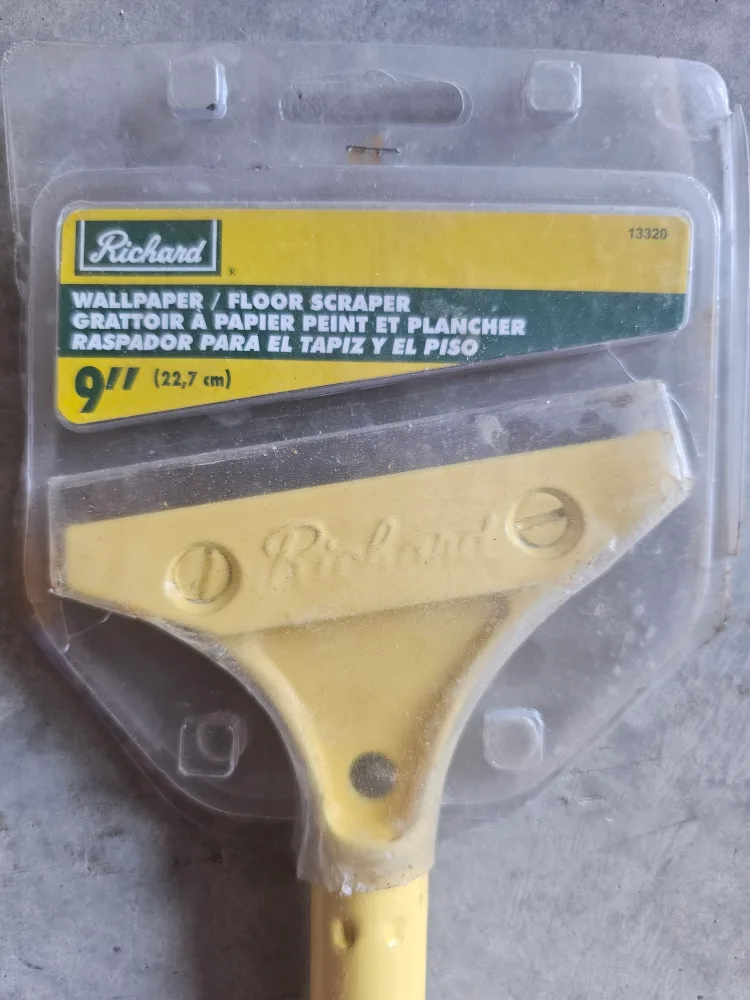 Richard ®
13320
WALLPAPER / FLOOR SCRAPER
GRATTOIR À PAPIER PEINT ET PLANCHER
RASPADOR PARA EL TAPIZ Y EL PISO
9" (22,7 cm)
Richard